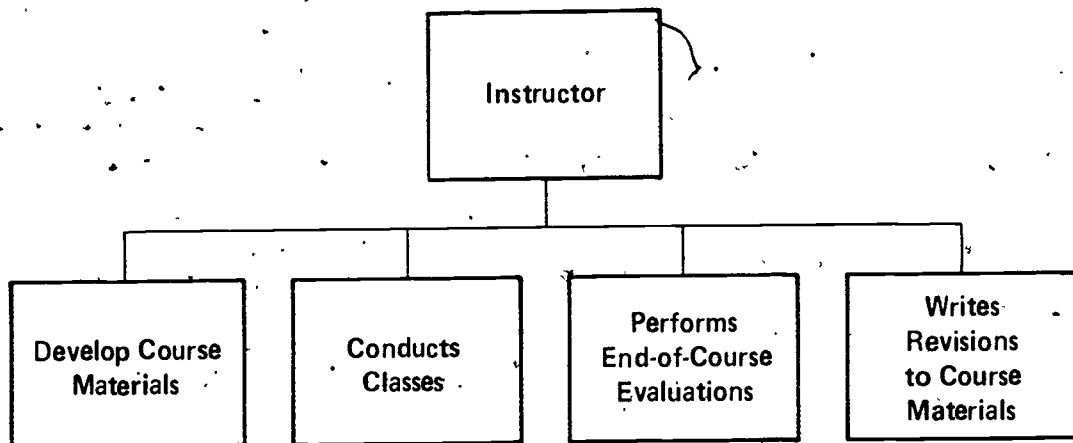 Instructor
Develop Course
Materials
Conducts
Classes
Performs
End-of-Course
Evaluations
Writes
Revisions
to Course
Materials